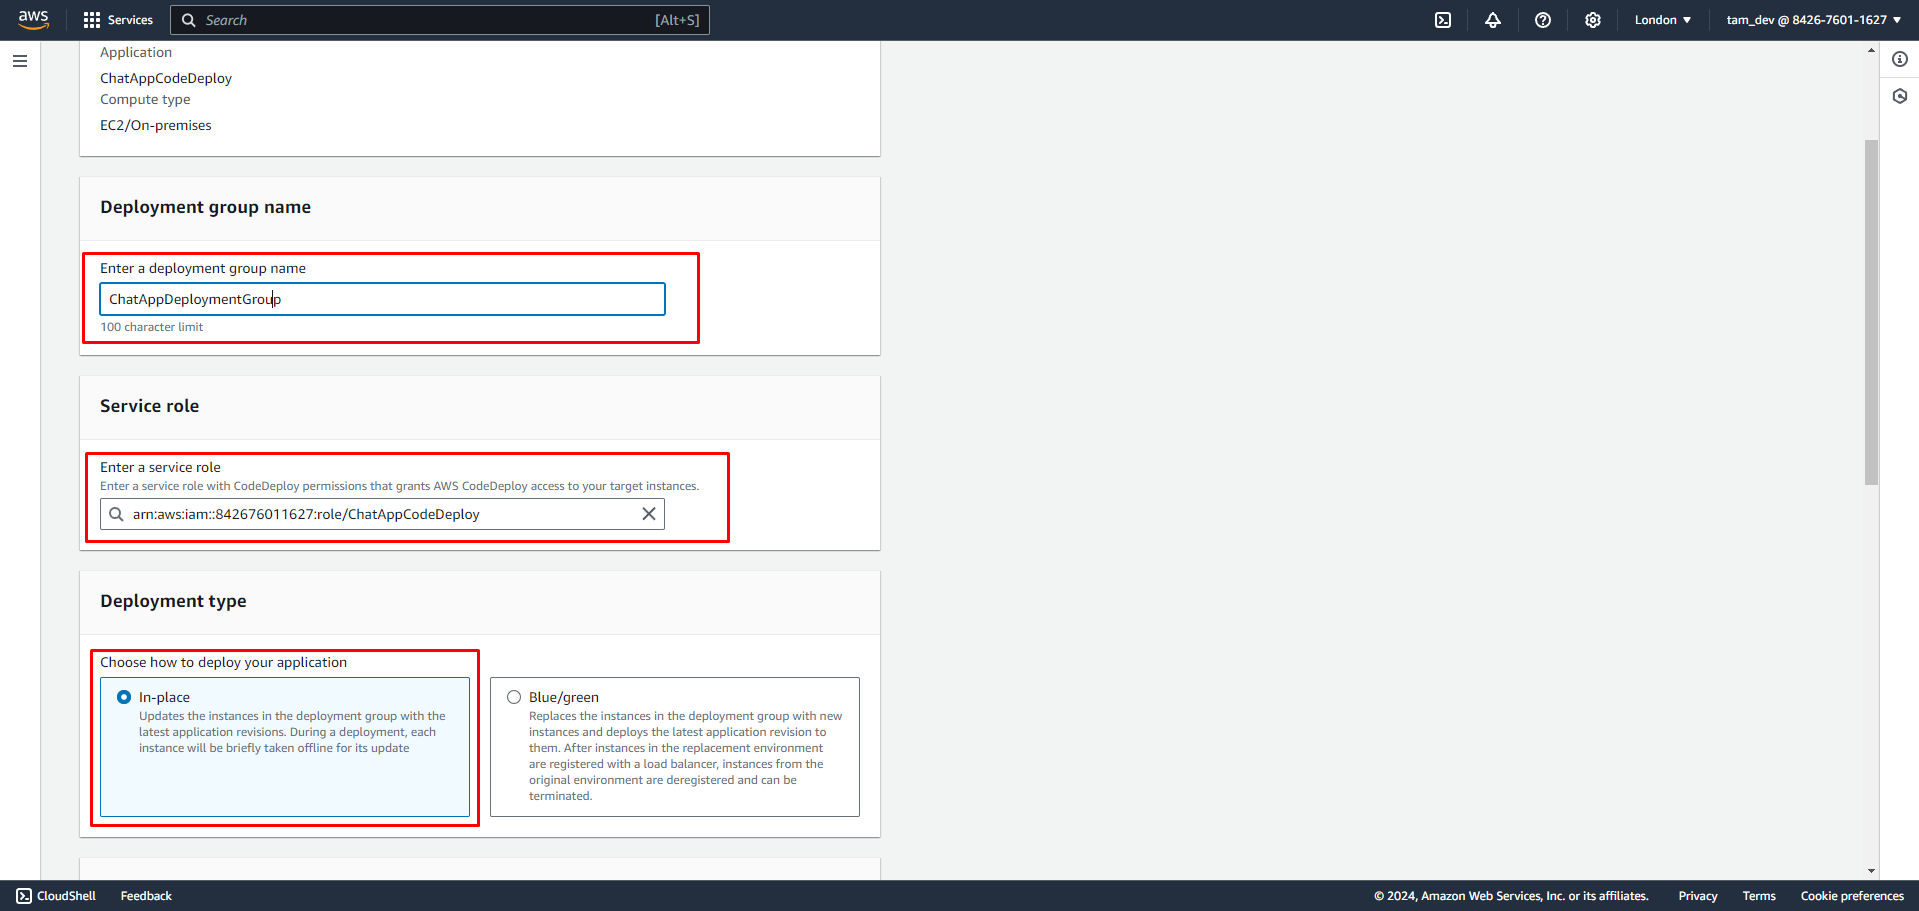 aws
Services
Search
[Alt+S]
London
tam_dev @ 8426-7601-1627
Application
ChatAppCodeDeploy
Compute type
EC2/On-premises
Deployment group name
Enter a deployment group name
ChatAppDeploymentGroup
100 character limit
Service role
Enter a service role
Enter a service role with CodeDeploy permissions that grants AWS CodeDeploy access to your target instances.
arn:aws:iam::842676011627:role/ChatAppCodeDeploy
Deployment type
Choose how to deploy your application
In-place
Updates the instances in the deployment group with the
latest application revisions. During a deployment, each
instance will be briefly taken offline for its update
Blue/green
Replaces the instances in the deployment group with new
instances and deploys the latest application revision to
them. After instances in the replacement environment
are registered with a load balancer, instances from the
original environment are deregistered and can be
terminated.
CloudShell
Feedback
© 2024, Amazon Web Services, Inc. or its affiliates.
Privacy
Terms
Cookie preferences